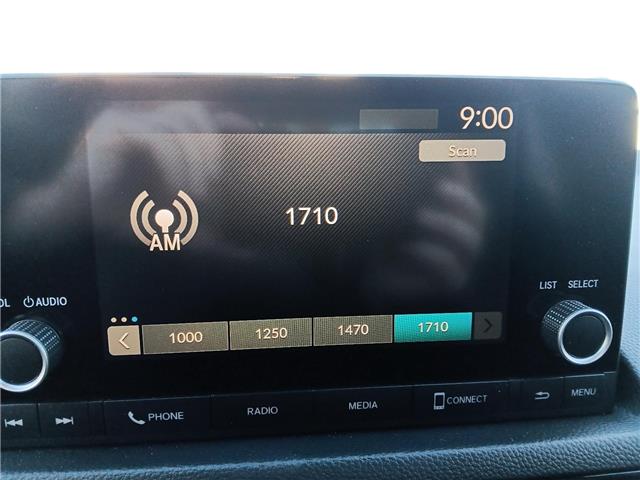 9:00
Scan
1710
AM
OL AUDIO
LIST SELECT
1000 1250 1470 1710
PHONE RADIO MEDIA CONNECT MENU